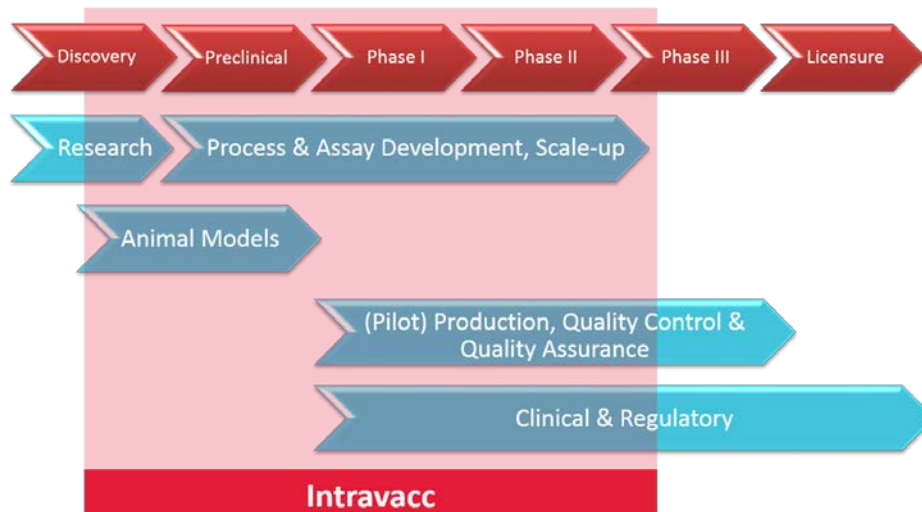 Discovery
Preclinical
Phase I
Phase II
Phase III
Licensure
Research
Process & Assay Development, Scale-up
Animal Models
(Pilot) Production, Quality Control &
Quality Assurance
Clinical & Regulatory
Intravacc